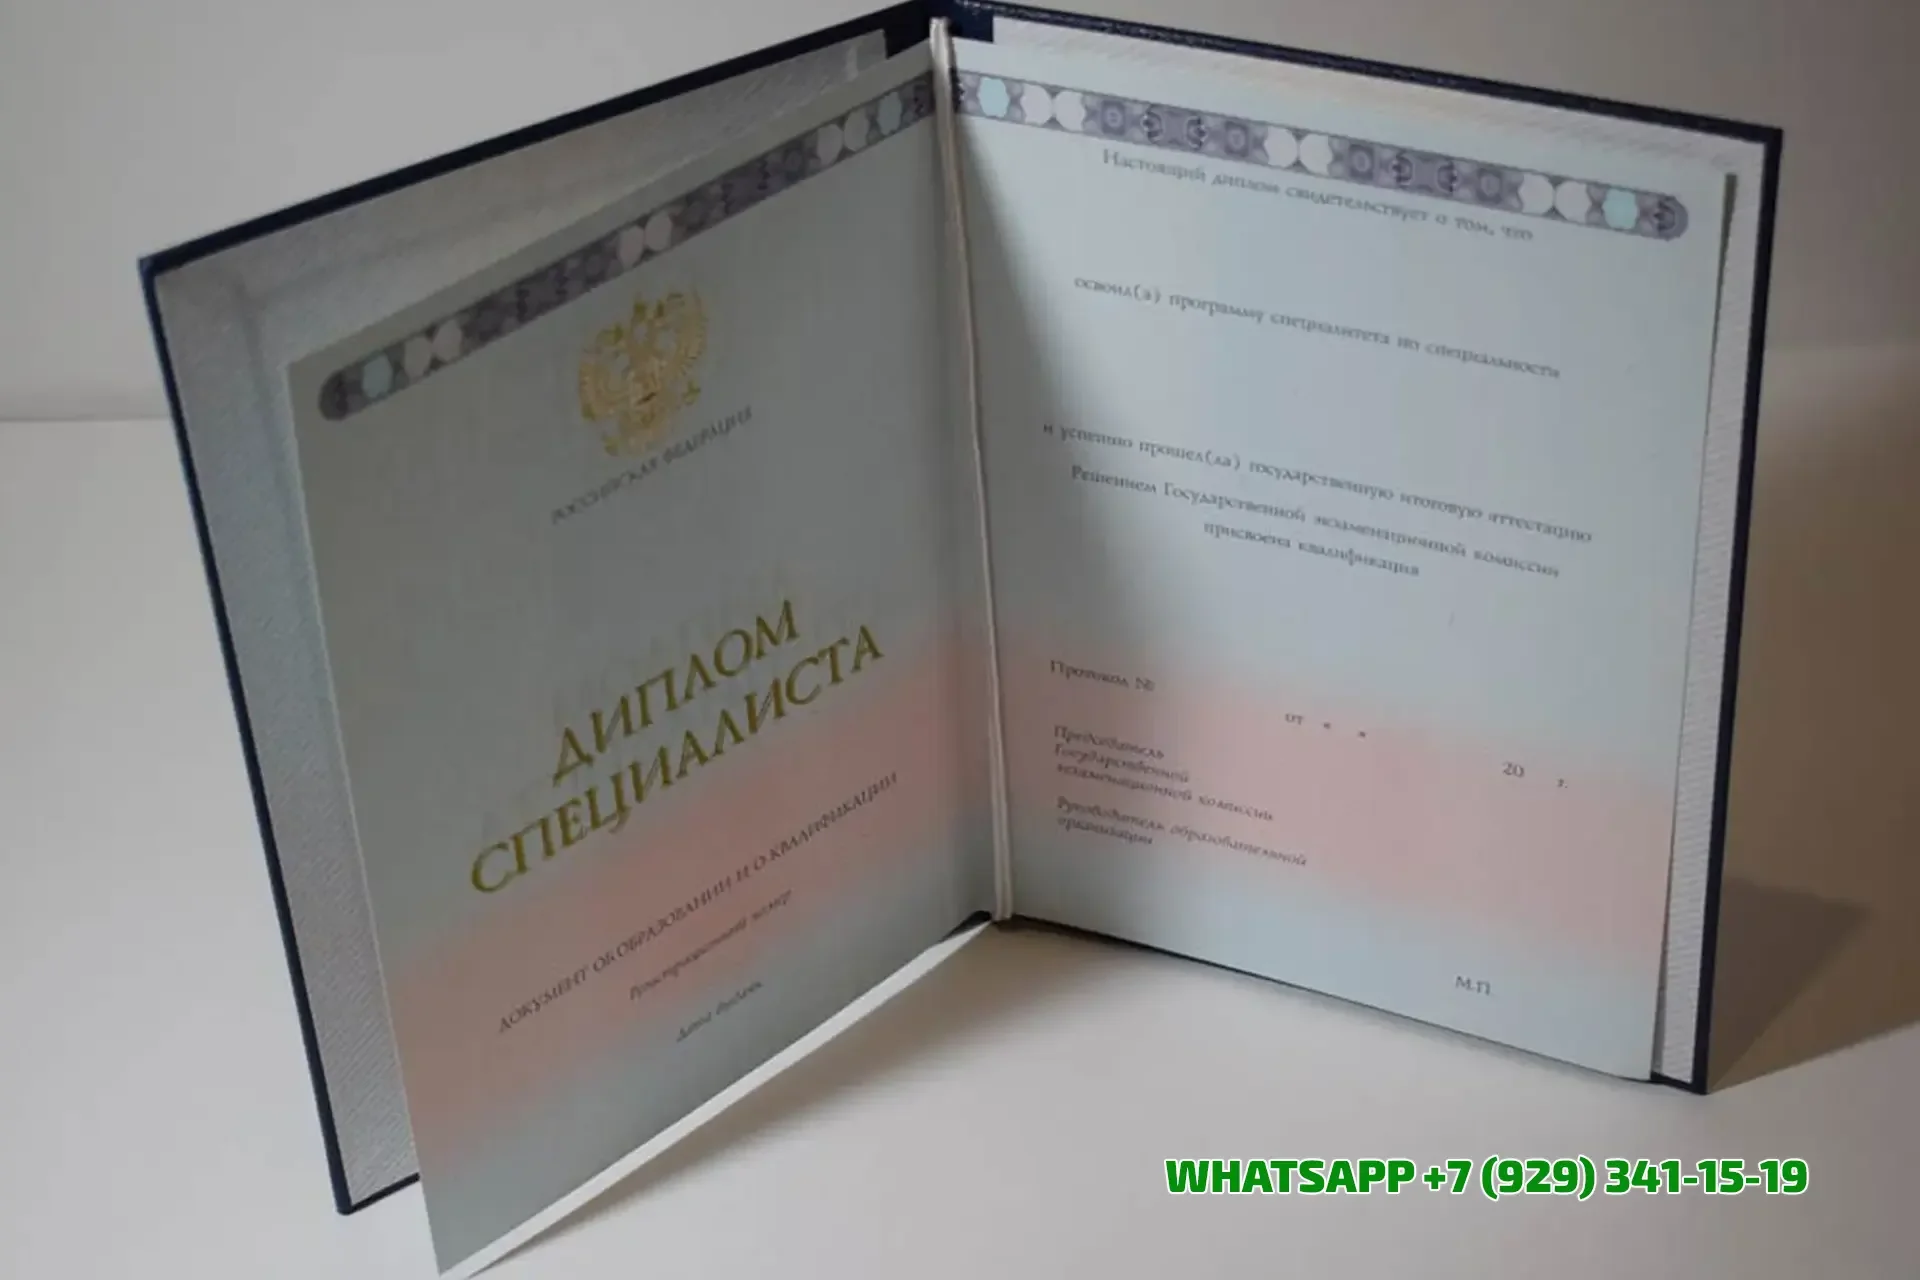 РОССИЙСКАЯ ФЕДЕРАЦИЯ
ДИПЛОМ
СПЕЦИАЛИСТА
ДОКУМЕНТ ОБ ОБРАЗОВАНИИ И О КВАЛИФИКАЦИИ
Регистрационный номер
Дата выдачи
Настоящий диплом свидетельствует о том, что
освоил(а) программу специалитета по специальности
и успешно прошел(ла) государственную итоговую аттестацию
Решением Государственной экзаменационной комиссии
присвоена квалификация
Протокол №
от « »
20 г.
Председатель
Государственной
экзаменационной комиссии
Руководитель образовательной
организации
М.П.
WHATSAPP +7 (929) 341-15-19